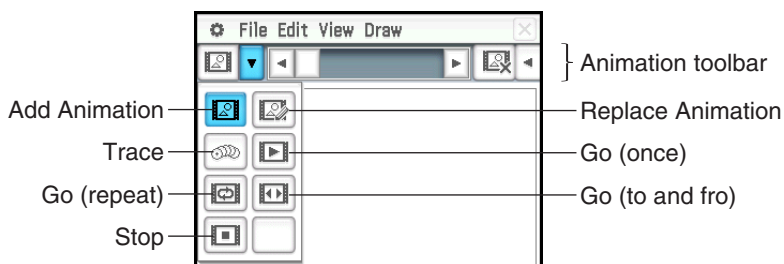 File Edit View Draw
Animation toolbar
Add Animation
Replace Animation
Trace
Go (once)
Go (repeat)
Go (to and fro)
Stop